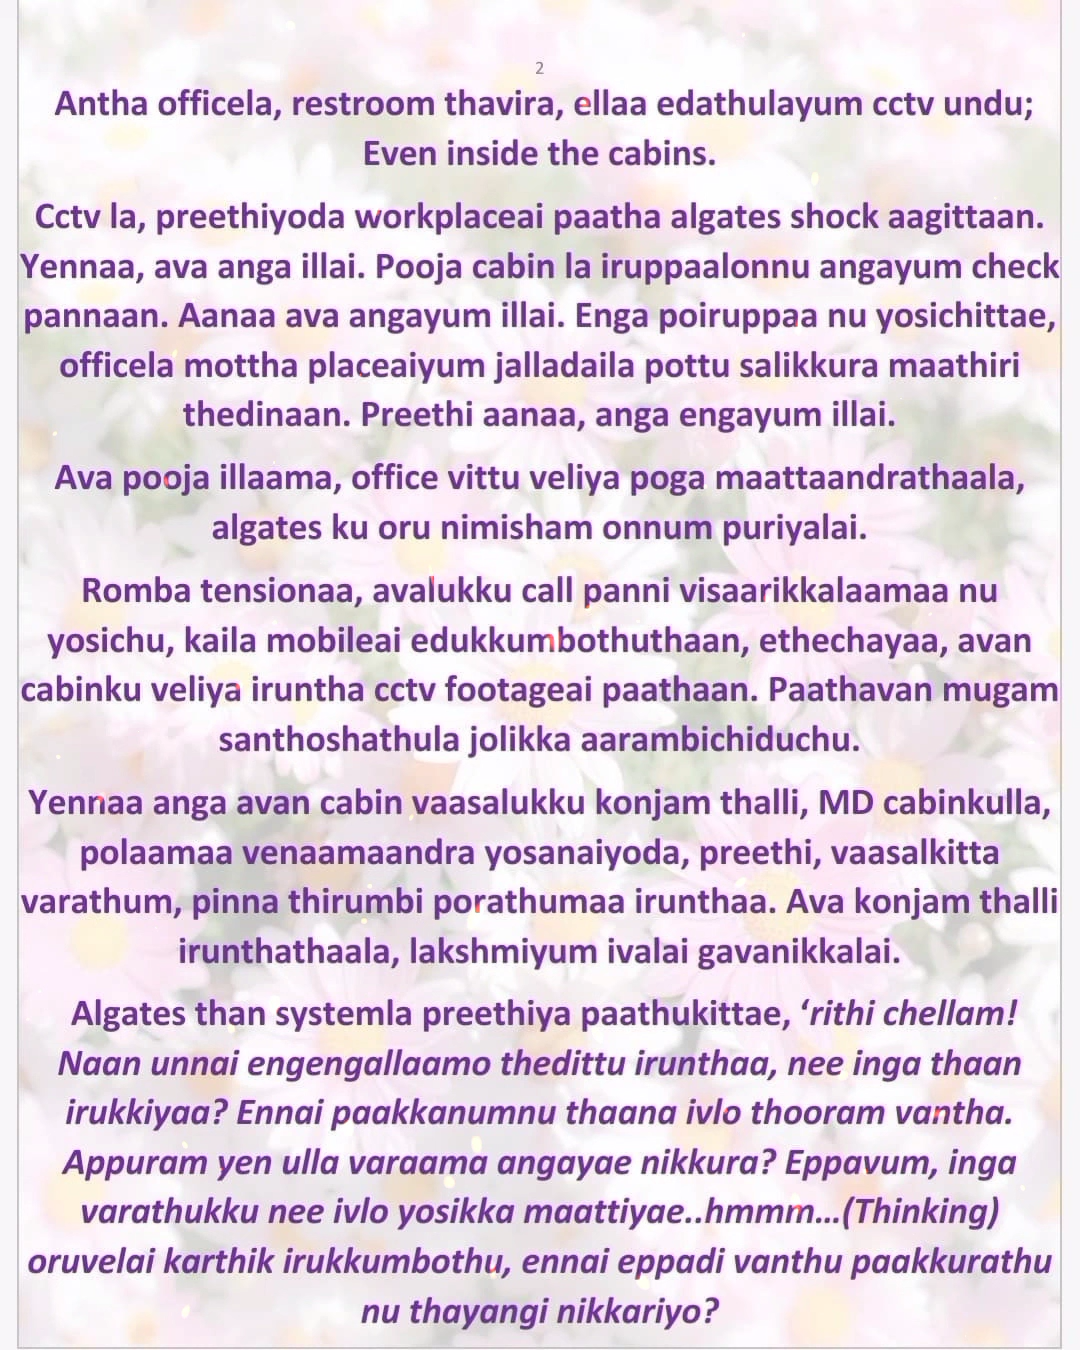 2
Antha officela, restroom thavira, ellaa edathulayum cctv undu;
Even inside the cabins.
Cctv la, preethiyoda workplaceai paatha algates shock aagittaan.
Yennaa, ava anga illai. Pooja cabin la iruppaalonnu angayum check
pannaan. Aanaa ava angayum illai. Enga poiruppaa nu yosichittae,
officela mottha placeaiyum jalladaila pottu salikkura maathiri
thedinaan. Preethi aanaa, anga engayum illai.
Ava pooja illaama, office vittu veliya poga maattaandrathaala,
algates ku oru nimisham onnum puriyalai.
Romba tensionaa, avalukku call panni visaarikkalaamaa nu
yosichu, kaila mobileai edukkumbothuthaan, ethechayaa, avan
cabinku veliya iruntha cctv footageai paathaan. Paathavan mugam
santhoshathula jolikka aarambichiduchu.
Yennaa anga avan cabin vaasalukku konjam thalli, MD cabinkulla,
polaamaa venaamaandra yosanaiyoda, preethi, vaasalkitta
varathum, pinna thirumbi porathumaa irunthaa. Ava konjam thalli
irunthathaala, lakshmiyum ivalai gavanikkalai.
Algates than systemla preethiya paathukittae, ‘rithi chellam!
Naan unnai engengallaamo thedittu irunthaa, nee inga thaan
irukkiyaa? Ennai paakkanumnu thaana ivlo thooram vantha.
Appuram yen ulla varaama angayae nikkura? Eppavum, inga
varathukku nee ivlo yosikka maattiyae..hmmm...(Thinking)
oruvelai karthik irukkumbothu, ennai eppadi vanthu paakkurathu
nu thayangi nikkariyo?